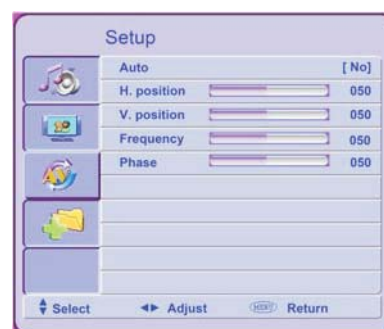 Setup
Auto [ No]
H. position 050
V. position 050
Frequency 050
Phase 050
Select Adjust Return